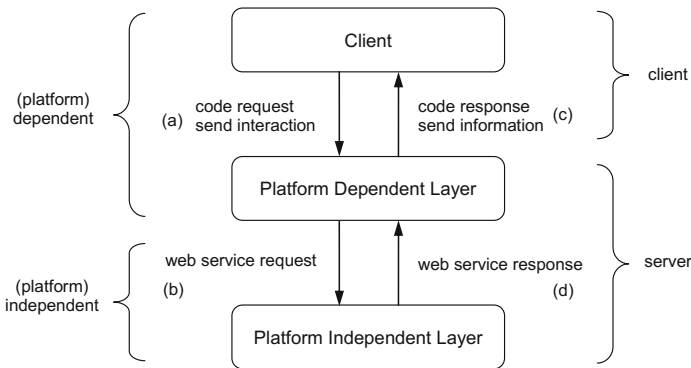 Client
client
(platform)
dependent
(a)
code request
send interaction
code response
send information
(c)
Platform Dependent Layer
web service request
web service response
server
(platform)
independent
(b)
(d)
Platform Independent Layer